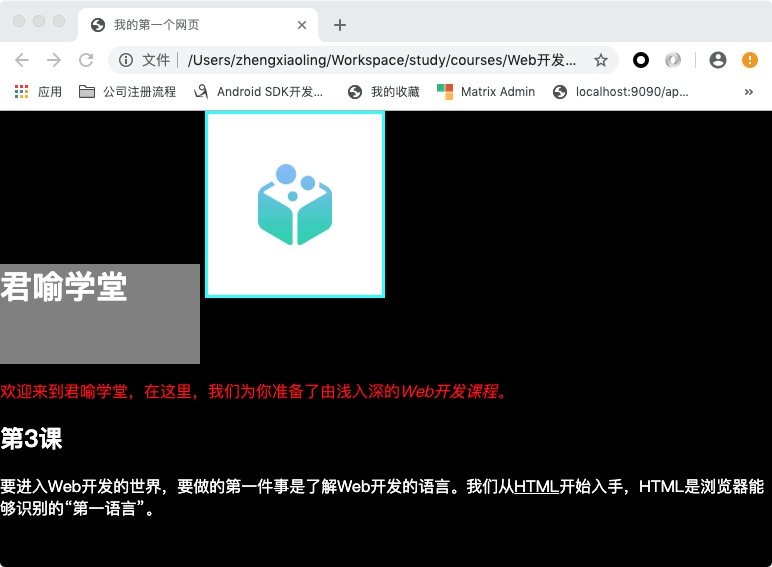 我的第一个网页
文件 | /Users/zhengxiaoling/Workspace/study/courses/Web开发...
应用 公司注册流程 Android SDK开发... 我的收藏 Matrix Admin localhost:9090/ap... »
君喻学堂
欢迎来到君喻学堂，在这里，我们为你准备了由浅入深的Web开发课程。
第3课
要进入Web开发的世界，要做的第一件事是了解Web开发的语言。我们从HTML开始入手，HTML是浏览器能
够识别的“第一语言”。